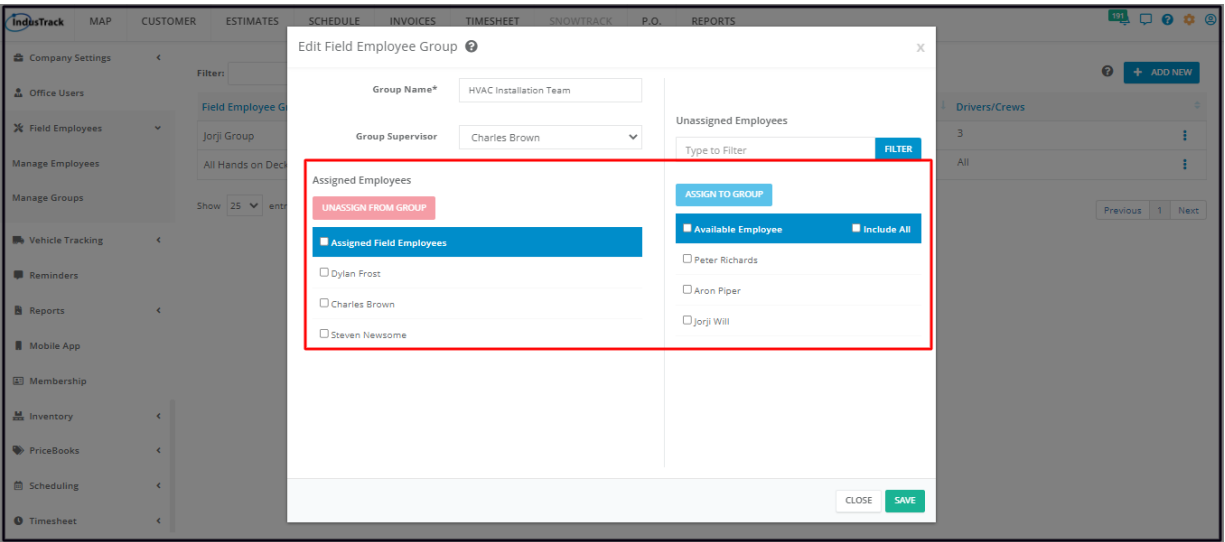 IndusTrack MAP CUSTOMER ESTIMATES SCHEDULE INVOICES TIMESHEET SNOWTRACK P.O. REPORTS 191
Company Settings
Office Users
Field Employees
Manage Employees
Manage Groups
Vehicle Tracking
Reminders
Reports
Mobile App
Membership
Inventory
PriceBooks
Scheduling
Timesheet
Filter:
+ ADD NEW
Field Employee Gr
Drivers/Crews
Jorji Group
3
All Hands on Deck
All
Show 25 entr
Previous 1 Next
Edit Field Employee Group
X
Group Name* HVAC Installation Team
Group Supervisor Charles Brown
Assigned Employees
UNASSIGN FROM GROUP
Assigned Field Employees
Dylan Frost
Charles Brown
Steven Newsome
Unassigned Employees
Type to Filter FILTER
ASSIGN TO GROUP
Available Employee Include All
Peter Richards
Aron Piper
Jorji Will
CLOSE SAVE